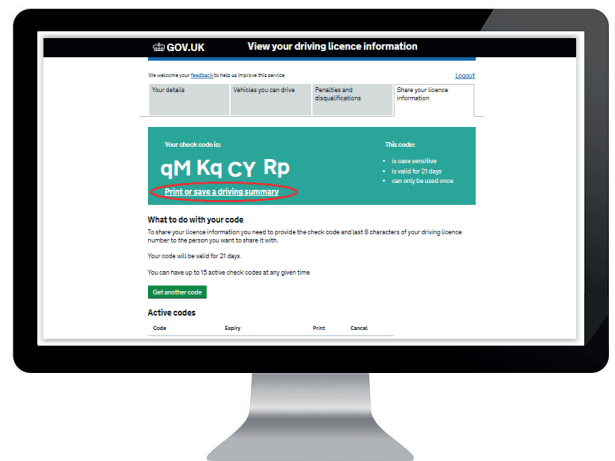 GOV.UK View your driving licence information
We welcome your feedback to help us improve this service Logout
Your details Vehicles you can drive Penalties and disqualifications Share your licence information
Your check code is:
qM Kq CY Rp
Print or save a driving summary
This code:
• is case sensitive
• is valid for 21 days
• can only be used once
What to do with your code
To share your licence information you need to provide the check code and last 8 characters of your driving licence
number to the person you want to share it with.
Your code will be valid for 21 days.
You can have up to 15 active check codes at any given time
Get another code
Active codes
Code Expiry Print Cancel